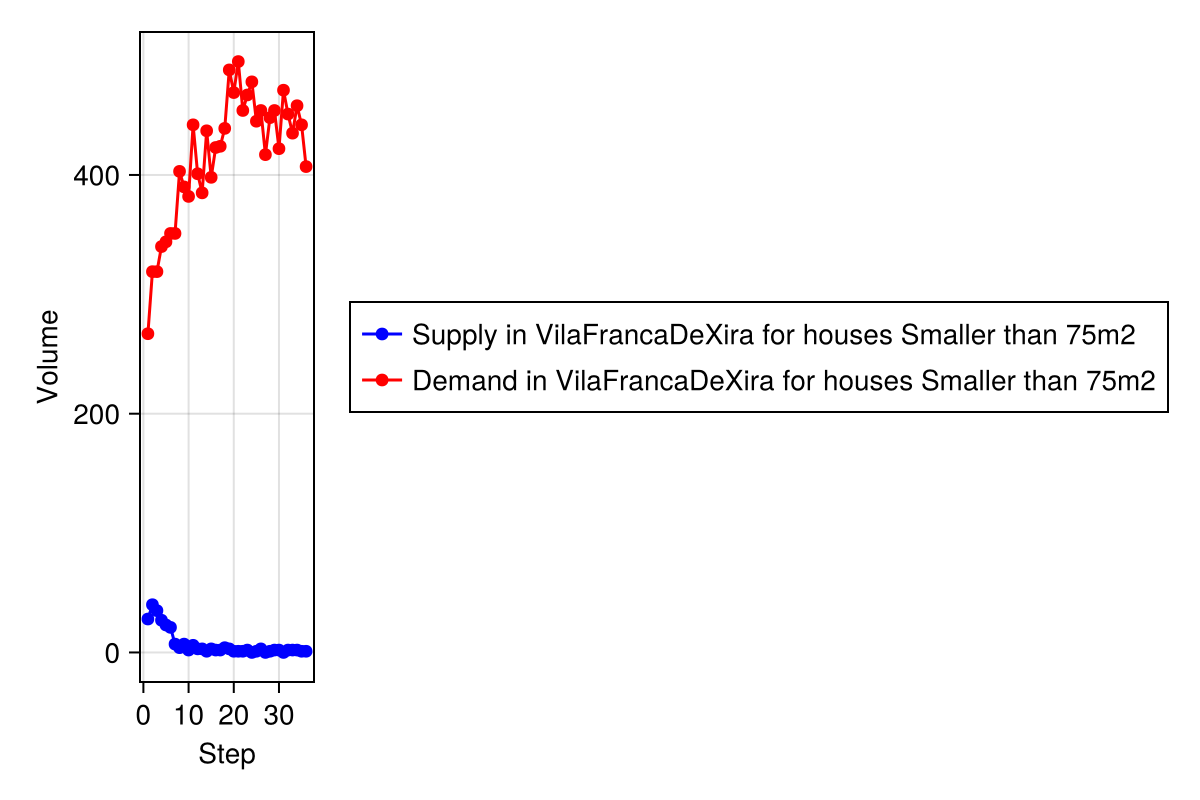 Volume
400
200
0
0 10 20 30
Step
Supply in VilaFrancaDeXira for houses Smaller than 75m2
Demand in VilaFrancaDeXira for houses Smaller than 75m2